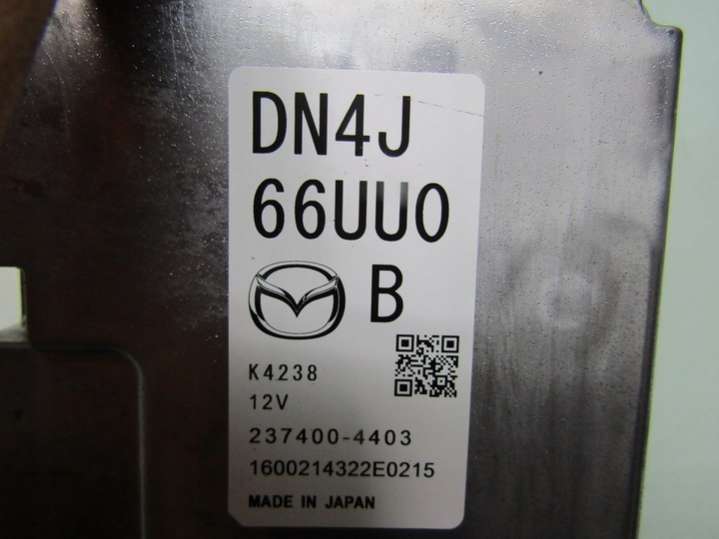 DN4J
66UU0
B
K4238
12V
237400-4403
1600214322E0215
MADE IN JAPAN